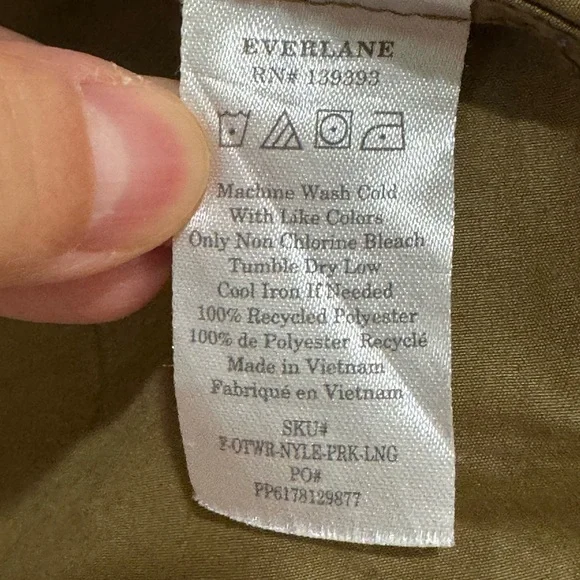 EVERLANE
RN# 139393
Machine Wash Cold
With Like Colors
Only Non Chlorine Bleach
Tumble Dry Low
Cool Iron If Needed
100% Recycled Polyester
100% de Polyester Recyclé
Made in Vietnam
Fabriqué en Vietnam
SKU#
F-OTWR-NYLE-PRK-LNG
PO#
PP6178129877